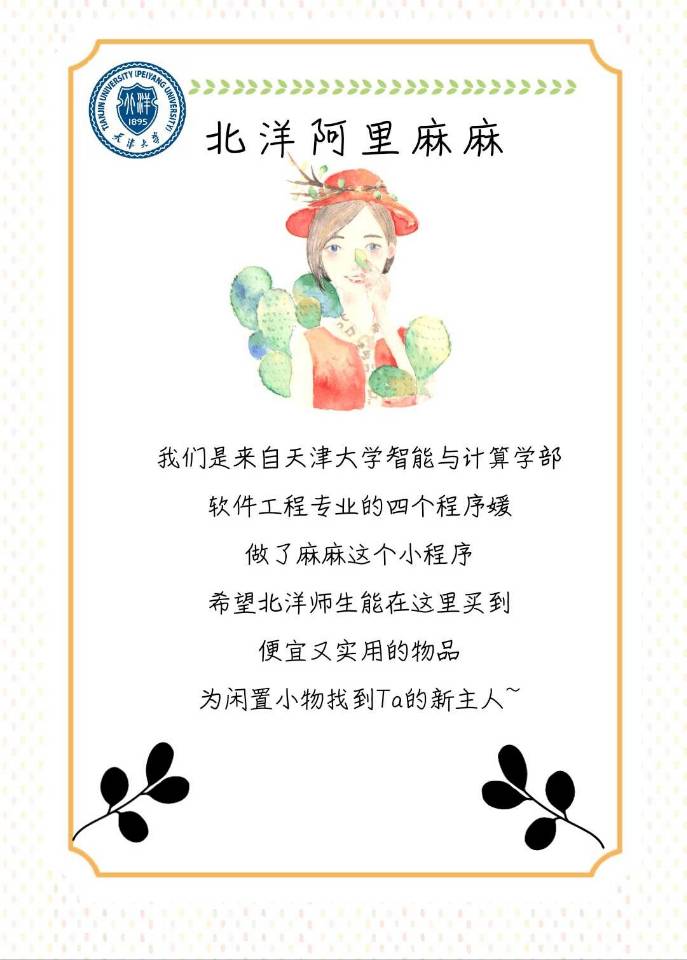 TIANJIN UNIVERSITY (PEIYANG UNIVERSITY)
北洋
1895
天津大学
北洋阿里麻麻
我们是来自天津大学智能与计算学部
软件工程专业的四个程序媛
做了麻麻这个小程序
希望北洋师生能在这里买到
便宜又实用的物品
为闲置小物找到Ta的新主人~